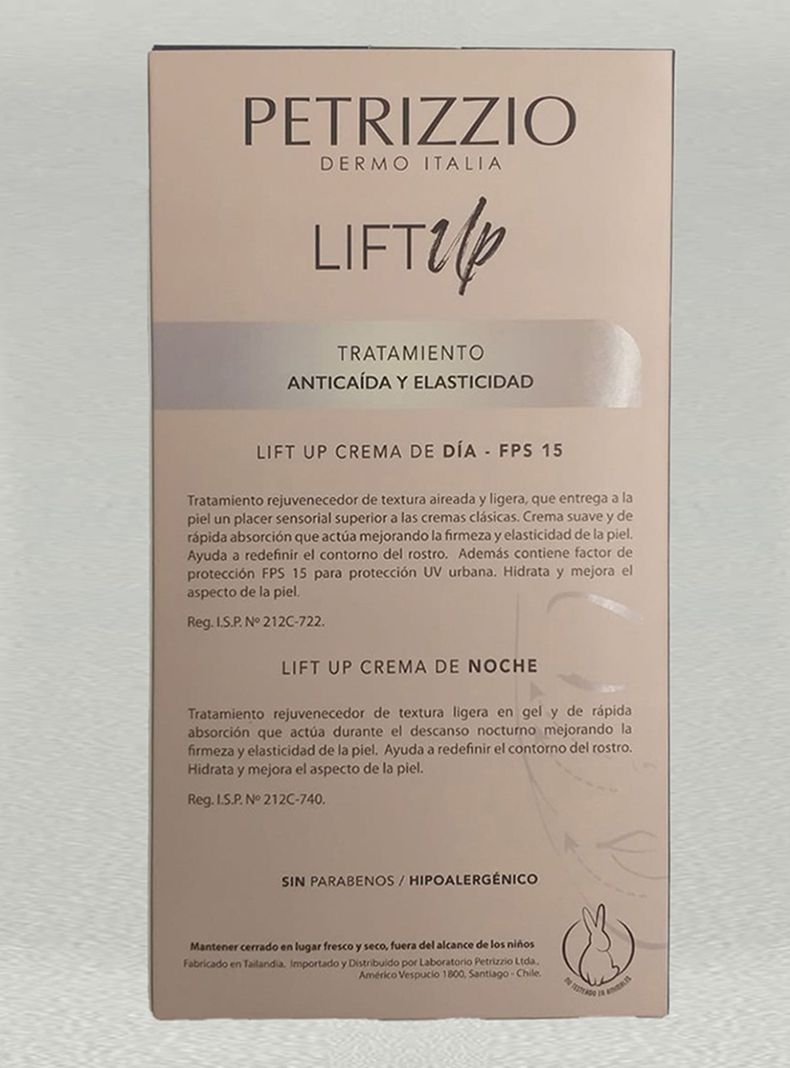 PETRIZZIO
DERMO ITALIA
LIFT Up
TRATAMIENTO
ANTICAÍDA Y ELASTICIDAD
LIFT UP CREMA DE DÍA - FPS 15
Tratamiento rejuvenecedor de textura aireada y ligera, que entrega a la
piel un placer sensorial superior a las cremas clásicas. Crema suave y de
rápida absorción que actúa mejorando la firmeza y elasticidad de la piel.
Ayuda a redefinir el contorno del rostro. Además contiene factor de
protección FPS 15 para protección UV urbana. Hidrata y mejora el
aspecto de la piel.
Reg. I.S.P. Nº 212C-722.
LIFT UP CREMA DE NOCHE
Tratamiento rejuvenecedor de textura ligera en gel y de rápida
absorción que actúa durante el descanso nocturno mejorando la
firmeza y elasticidad de la piel. Ayuda a redefinir el contorno del rostro.
Hidrata y mejora el aspecto de la piel.
Reg. I.S.P. Nº 212C-740.
SIN PARABENOS / HIPOALERGÉNICO
Mantener cerrado en lugar fresco y seco, fuera del alcance de los niños
Fabricado en Tailandia. Importado y Distribuido por Laboratorio Petrizzio Ltda.,
Américo Vespucio 1800, Santiago - Chile.
NO TESTEADO EN ANIMALES